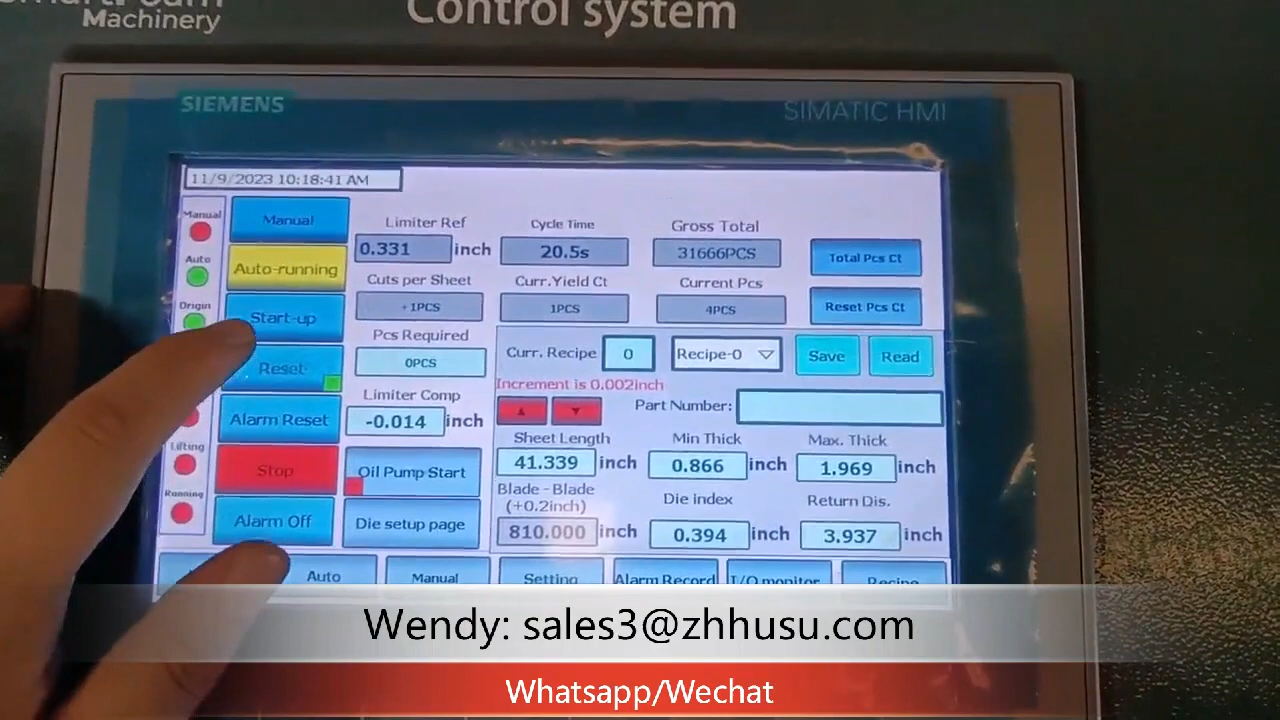 Machinery
Control system
SIEMENS
SIMATIC HMI
11/9/2023 10:18:41 AM
Manual
Manual
Limiter Ref
Cycle Time
Gross Total
0.331 inch
20.5s
31666PCS
Total Pcs Ct
Auto
Auto-running
Cuts per Sheet
Curr.Yield Ct
Current Pcs
+1PCS
1PCS
4PCS
Reset Pcs Ct
Origin
Start-up
Pcs Required
0PCS
Curr. Recipe 0
Recipe-0
Save
Read
Reset
Increment is 0.002inch
Limiter Comp
-0.014 inch
Part Number:
Alarm Reset
Sheet Length
Min Thick
Max. Thick
41.339 inch
0.866 inch
1.969 inch
Lifting
Stop
Oil Pump Start
Blade - Blade
(+0.2inch)
Die index
Return Dis.
810.000 inch
0.394 inch
3.937 inch
Running
Alarm Off
Die setup page
Auto
Manual
Setting
Alarm Record
I/O monitor
Recipe
Wendy: sales3@zhhusu.com
Whatsapp/Wechat